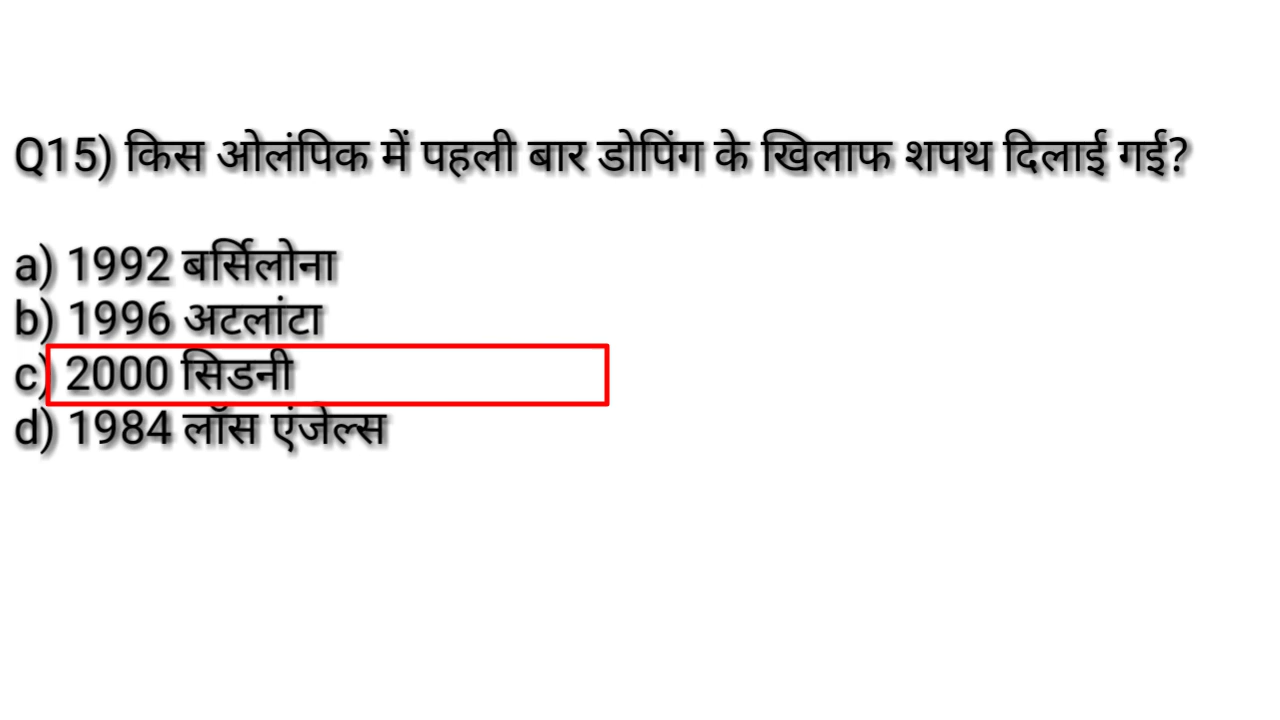 Q15) किस ओलंपिक में पहली बार डोपिंग के खिलाफ शपथ दिलाई गई?
a) 1992 बर्सिलोना
b) 1996 अटलांटा
c) 2000 सिडनी
d) 1984 लॉस एंजेल्स